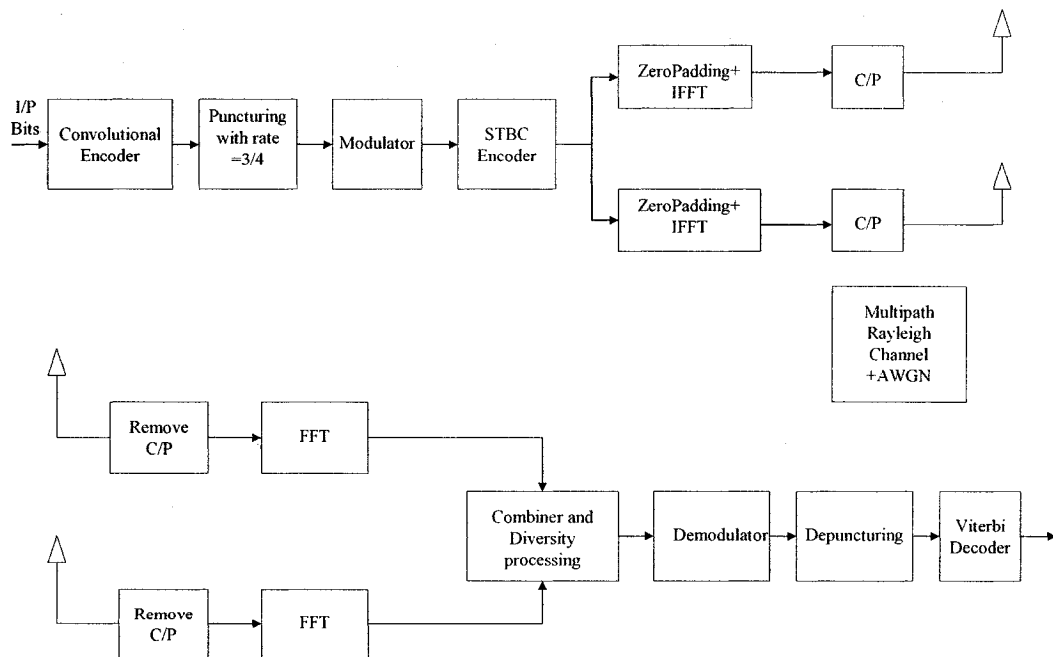 I/P
Bits
Convolutional
Encoder
Puncturing
with rate
=3/4
Modulator
STBC
Encoder
ZeroPadding+
IFFT
C/P
ZeroPadding+
IFFT
C/P
Multipath
Rayleigh
Channel
+AWGN
Remove
C/P
FFT
Combiner and
Diversity
processing
Demodulator
Depuncturing
Viterbi
Decoder
Remove
C/P
FFT